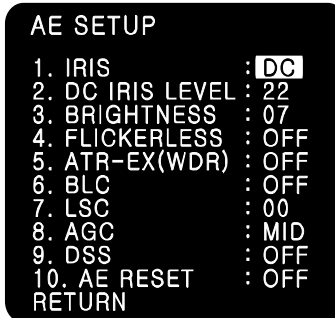 AE SETUP
1. IRIS : DC
2. DC IRIS LEVEL : 22
3. BRIGHTNESS : 07
4. FLICKERLESS : OFF
5. ATR-EX(WDR) : OFF
6. BLC : OFF
7. LSC : 00
8. AGC : MID
9. DSS : OFF
10. AE RESET : OFF
RETURN